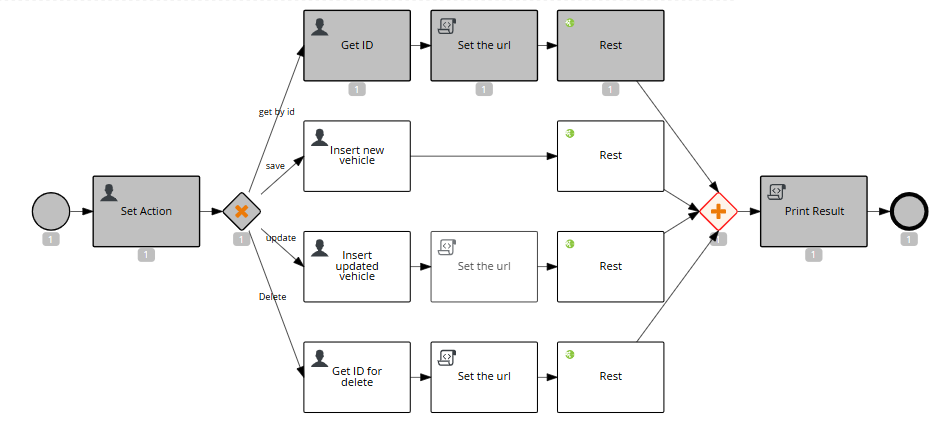 Get ID
Set the url
Rest
1
1
1
get by id
Insert new
vehicle
Rest
save
Set Action
Print Result
1
1
1
1
1
update
Insert
updated
vehicle
Set the url
Rest
Delete
Get ID for
delete
Set the url
Rest